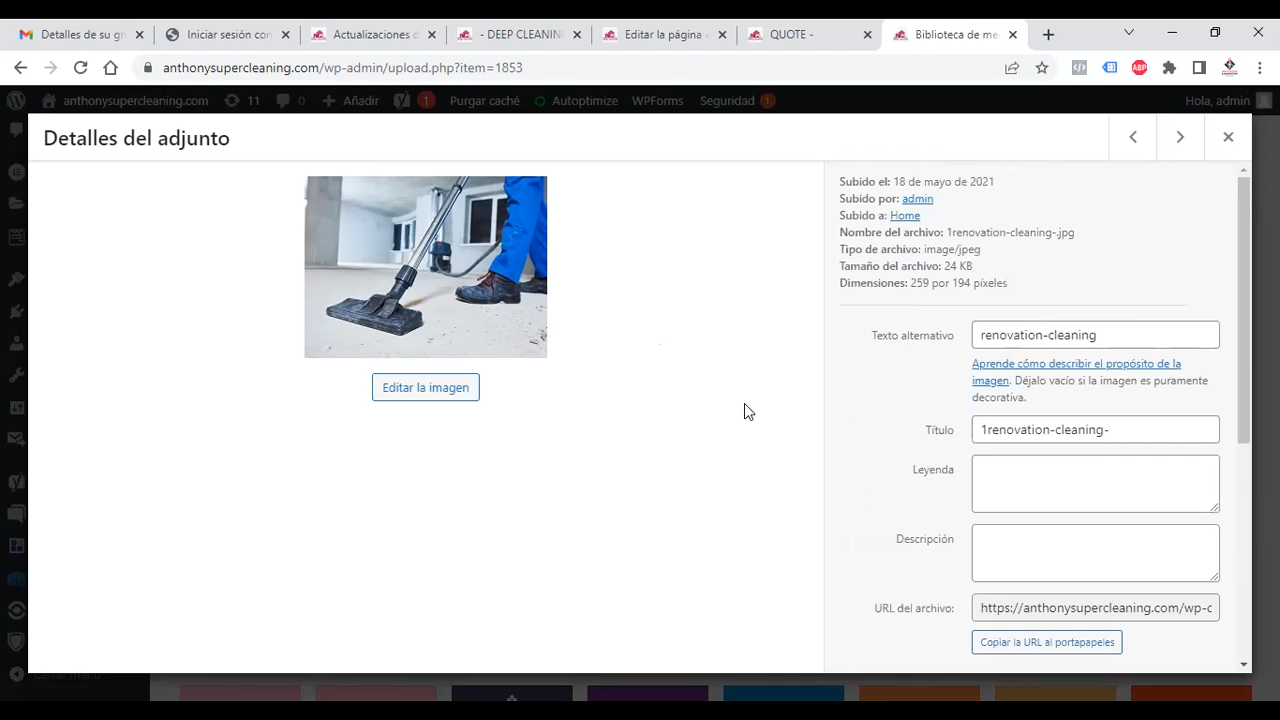 Detalles de su gr
Iniciar sesión con
Actualizaciones d
- DEEP CLEANIN
Editar la página
QUOTE -
Biblioteca de me
anthonysupercleaning.com/wp-admin/upload.php?item=1853
ABP
anthonysupercleaning.com
11
0
Añadir
1
Purgar caché
Autoptimize
WPForms
Seguridad
1
Hola, admin
Detalles del adjunto
Subido el: 18 de mayo de 2021
Subido por: admin
Subido a: Home
Nombre del archivo: 1renovation-cleaning-.jpg
Tipo de archivo: image/jpeg
Tamaño del archivo: 24 KB
Dimensiones: 259 por 194 píxeles
Texto alternativo
renovation-cleaning
Aprende cómo describir el propósito de la
imagen. Déjalo vacío si la imagen es puramente
decorativa.
Editar la imagen
Título
1renovation-cleaning-
Leyenda
Descripción
URL del archivo:
https://anthonysupercleaning.com/wp-c
Copiar la URL al portapapeles
Cerrar menú